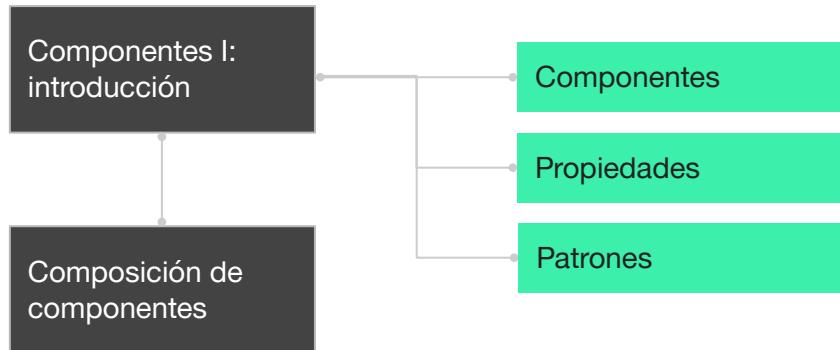 Componentes I:
introducción
Componentes
Propiedades
Patrones
Composición de
componentes